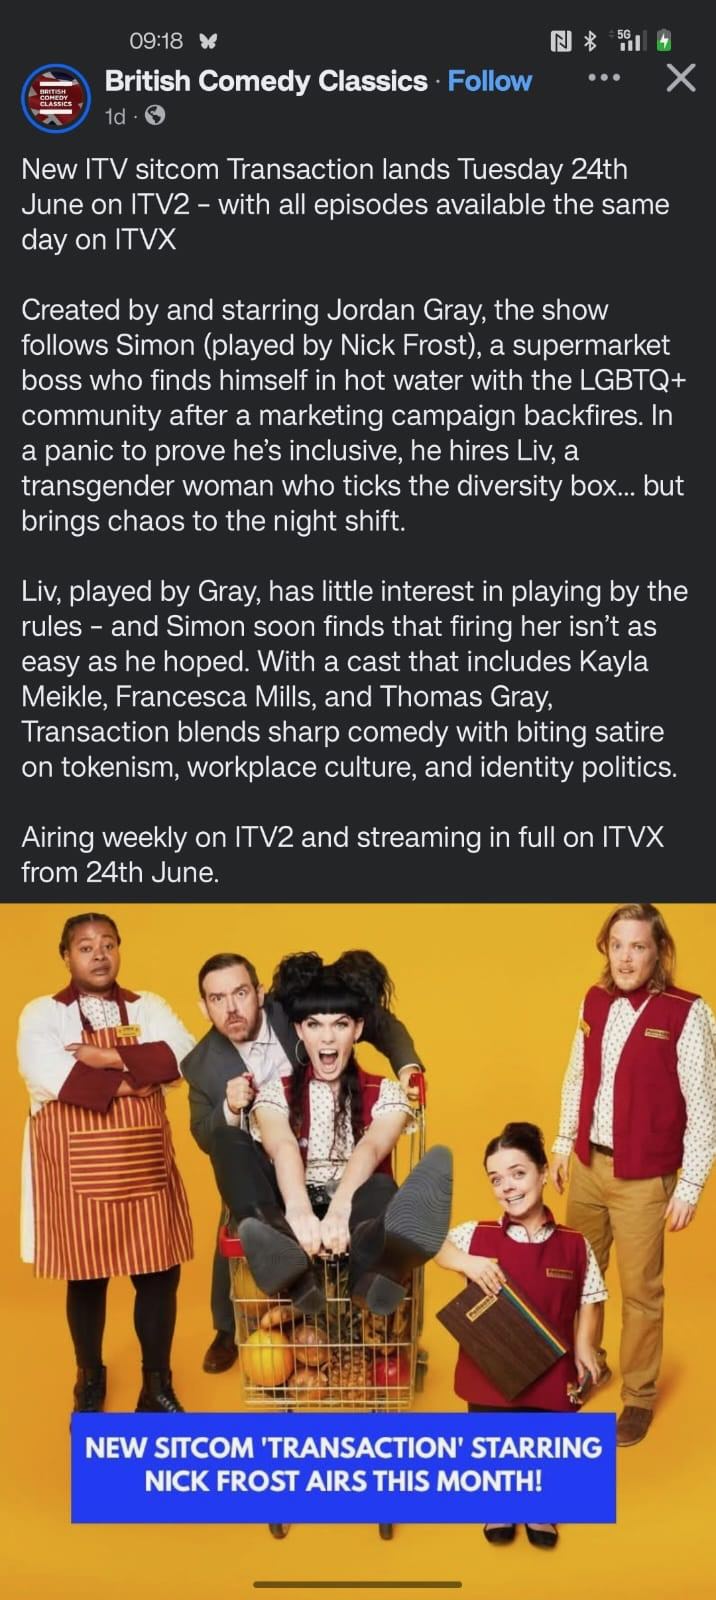 09:18
5G
BRITISH
COMEDY
CLASSICS
British Comedy Classics · Follow
1d ·
New ITV sitcom Transaction lands Tuesday 24th
June on ITV2 – with all episodes available the same
day on ITVX
Created by and starring Jordan Gray, the show
follows Simon (played by Nick Frost), a supermarket
boss who finds himself in hot water with the LGBTQ+
community after a marketing campaign backfires. In
a panic to prove he’s inclusive, he hires Liv, a
transgender woman who ticks the diversity box... but
brings chaos to the night shift.
Liv, played by Gray, has little interest in playing by the
rules – and Simon soon finds that firing her isn’t as
easy as he hoped. With a cast that includes Kayla
Meikle, Francesca Mills, and Thomas Gray,
Transaction blends sharp comedy with biting satire
on tokenism, workplace culture, and identity politics.
Airing weekly on ITV2 and streaming in full on ITVX
from 24th June.
NEW SITCOM 'TRANSACTION' STARRING
NICK FROST AIRS THIS MONTH!